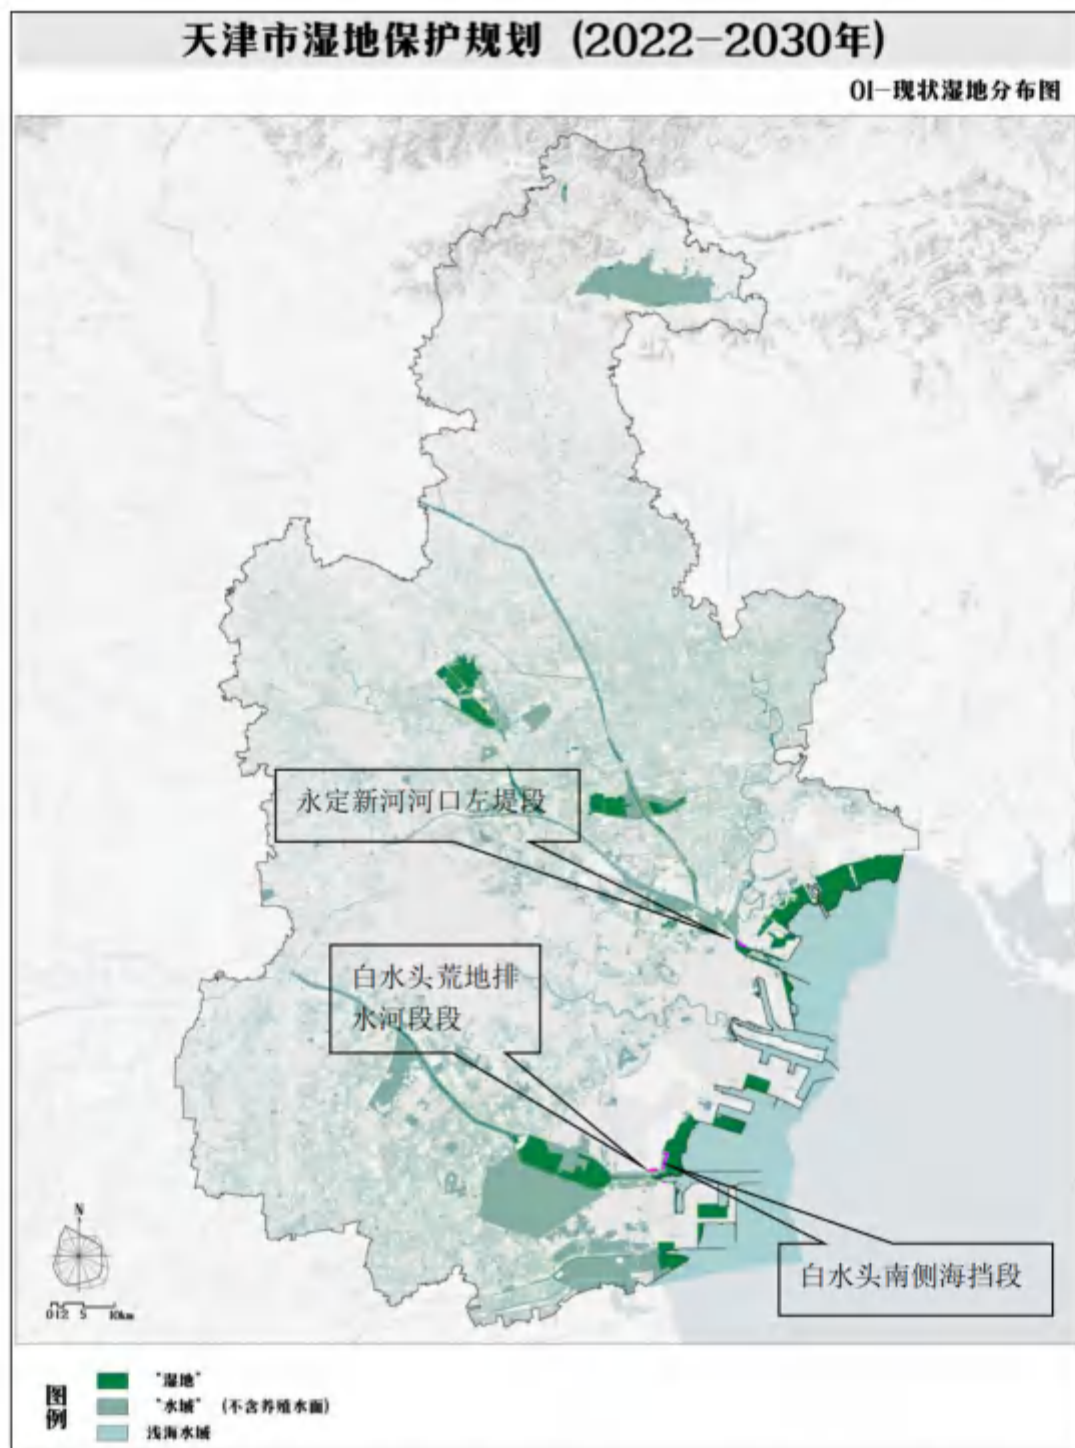 天津市湿地保护规划（2022-2030年）
01-现状湿地分布图
永定新河河口左堤段
白水头荒地排
水河段段
白水头南侧海挡段
N
0 1 2 5 10km
图例
"湿地"
"水域"（不含养殖水面）
浅海水域